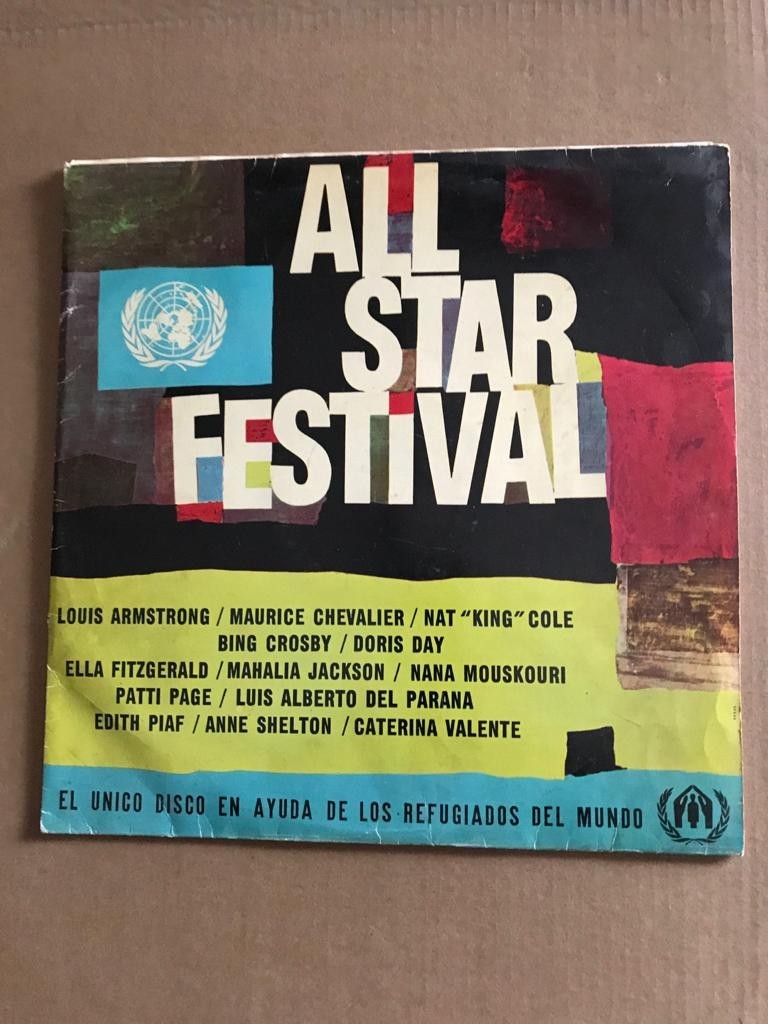 ALL
STAR
FESTiVAL
LOUIS ARMSTRONG / MAURICE CHEVALIER / NAT "KING" COLE
BING CROSBY / DORIS DAY
ELLA FITZGERALD / MAHALIA JACKSON / NANA MOUSKOURI
PATTI PAGE / LUIS ALBERTO DEL PARANA
EDITH PIAF / ANNE SHELTON / CATERINA VALENTE
EL UNICO DISCO EN AYUDA DE LOS REFUGIADOS DEL MUNDO